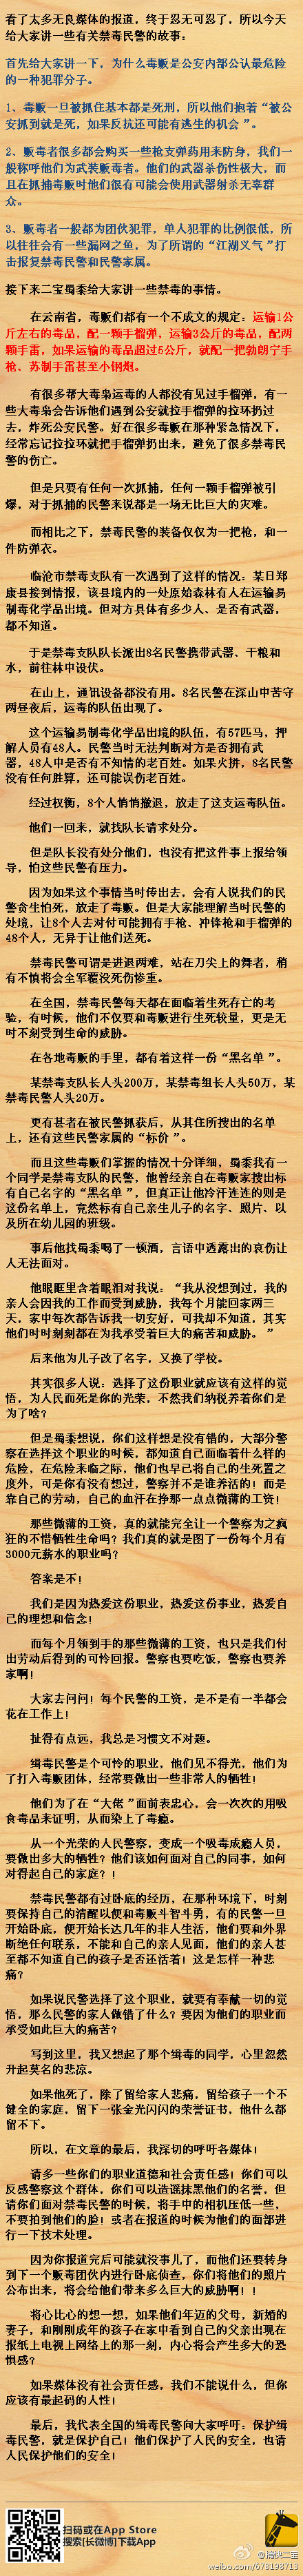 看了太多无良媒体的报道，终于忍无可忍了，所以今天
给大家讲一些有关禁毒民警的故事：
首先给大家讲一下，为什么毒贩是公安内部公认最危险
的一种犯罪分子。
1、毒贩一旦被抓住基本都是死刑，所以他们抱着“被公
安抓到就是死，如果反抗还可能有逃生的机会”。
2、贩毒者很多都会购买一些枪支弹药用来防身，我们一
般称呼他们为武装贩毒者。他们的武器杀伤性极大，而
且在抓捕毒贩时他们很有可能会使用武器射杀无辜群
众。
3、贩毒者一般都为团伙犯罪，单人犯罪的比例很低，所
以往往会有一些漏网之鱼，为了所谓的“江湖义气”打
击报复禁毒民警和民警家属。
接下来二宝蜀黍给大家讲一些禁毒的事情。
在云南省，毒贩们都有一个不成文的规定：运输1公
斤左右的毒品，配一颗手榴弹，运输3公斤的毒品，配两
颗手雷，如果运输的毒品超过5公斤，就配一把勃朗宁手
枪、苏制手雷甚至小钢炮。
有很多帮大毒枭运毒的人都没有见过手榴弹，有一
些大毒枭会告诉他们遇到公安就拉手榴弹的拉环扔过
去，炸死公安民警。好在很多毒贩在那种紧急情况下，
经常忘记拉拉环就把手榴弹扔出来，避免了很多禁毒民
警的伤亡。
但是只要有任何一次抓捕，任何一颗手榴弹被引
爆，对于抓捕的民警来说都是一场无比巨大的灾难。
而相比之下，禁毒民警的装备仅仅为一把枪，和一
件防弹衣。
临沧市禁毒支队有一次遇到了这样的情况：某日郑
康县接到情报，该县境内的一处原始森林有人在运输易
制毒化学品出境。但对方具体有多少人、是否有武器，
都不知道。
于是禁毒支队队长派出8名民警携带武器、干粮和
水，前往林中设伏。
在山上，通讯设备都没有用。8名民警在深山中苦守
两昼夜后，运毒的队伍出现了。
这个运输易制毒化学品出境的队伍，有57匹马，押
解人员有48人。民警当时无法判断对方是否拥有武
器，48人中是否有不知情的老百姓。如果火拼，8名民警
没有任何胜算，还可能误伤老百姓。
经过权衡，8个人悄悄撤退，放走了这支运毒队伍。
他们一回来，就找队长请求处分。
但是队长没有处分他们，也没有把这件事上报给领
导，怕这些民警有压力。
因为如果这个事情当时传出去，会有人说我们的民
警贪生怕死，放走了毒贩。但是大家能理解当时民警的
处境，让8个人去对付可能拥有手枪、冲锋枪和手榴弹的
48个人，无异于让他们送死。
禁毒民警可谓是进退两难，站在刀尖上的舞者，稍
有不慎将会全军覆没死伤惨重。
在全国，禁毒民警每天都在面临着生死存亡的考
验，有时候，他们不仅要和毒贩进行生死较量，更是无
时不刻受到生命的威胁。
在各地毒贩的手里，都有着这样一份“黑名单”。
某禁毒支队长人头200万，某禁毒组长人头50万，某
禁毒民警人头20万。
更有甚者在被民警抓获后，从其住所搜出的名单
上，还有这些民警家属的“标价”。
而且这些毒贩们掌握的情况十分详细，蜀黍我有一
个同学是禁毒支队的民警，他曾经亲自在毒贩家搜出标
有自己名字的“黑名单”，但真正让他冷汗连连的则是
这份名单上，竟然标有自己亲生儿子的名字、照片、以
及所在幼儿园的班级。
事后他找蜀黍喝了一顿酒，言语中透露出的哀伤让
人无法面对。
他眼眶里含着眼泪对我说：“我从没想到过，我的
亲人会因我的工作而受到威胁，我每个月能回家两三
天，家中每次都告诉我一切安好，可我却不知道，其实
他们时时刻刻都在为我承受着巨大的痛苦和威胁。”
后来他为儿子改了名字，又换了学校。
其实很多人说：选择了这份职业就应该有这样的觉
悟，为人民而死是你的光荣，不然我们纳税养着你们是
为了啥？
但是蜀黍想说，你们这样想是没有错的，大部分警
察在选择这个职业的时候，都知道自己面临着什么样的
危险，在危险来临之际，他们也早已将自己的生死置之
度外，可是你有没有想过，警察并不是谁养活的！而是
靠自己的劳动，自己的血汗在挣那一点点微薄的工资！
那些微薄的工资，真的就能完全让一个警察为之疯
狂的不惜牺牲生命吗？我们真的就是图了一份每个月有
3000元薪水的职业吗？
答案是不！
我们是因为热爱这份职业，热爱这份事业，热爱自
己的理想和信念！
而每个月领到手的那些微薄的工资，也只是我们付
出劳动后得到的可怜回报。警察也要吃饭，警察也要养
家啊！
大家去问问！每个民警的工资，是不是有一半都会
花在工作上！
扯得有点远，我总是习惯文不对题。
缉毒民警是个可怜的职业，他们见不得光，他们为
了打入毒贩团体，经常要做出一些非常人的牺牲！
他们为了在“大佬”面前表忠心，会一次次的用吸
食毒品来证明，从而染上了毒瘾。
从一个光荣的人民警察，变成一个吸毒成瘾人员，
要做出多大的牺牲？他们该如何面对自己的同事，如何
对得起自己的家庭？！
禁毒民警都有过卧底的经历，在那种环境下，时刻
要保持自己的清醒以便和毒贩斗智斗勇，有的民警一旦
开始卧底，便开始长达几年的非人生活，他们要和外界
断绝任何联系，不能和自己的亲人见面，他们的亲人甚
至都不知道自己的孩子是否还活着！这是怎样一种悲
痛？
如果说民警选择了这个职业，就要有奉献一切的觉
悟，那么民警的家人做错了什么？要因为他们的职业而
承受如此巨大的痛苦？
写到这里，我又想起了那个缉毒的同学，心里忽然
升起莫名的悲凉。
如果他死了，除了留给家人悲痛，留给孩子一个不
健全的家庭，留下一张金光闪闪的荣誉证书，他什么都
留不下。
所以，在文章的最后，我深切的呼吁各媒体！
请多一些你们的职业道德和社会责任感！你们可以
反感警察这个群体，你们可以造谣抹黑他们的名誉，但
请你们面对禁毒民警的时候，将手中的相机压低一些，
不要拍到他们的脸！或者在报道的时候为他们的面部进
行一下技术处理。
因为你报道完后可能就没事儿了，而他们还要转身
到下一个贩毒团伙内进行卧底侦查，你们将他们的照片
公布出来，将会给他们带来多么巨大的威胁啊！！
将心比心的想一想，如果他们年迈的父母，新婚的
妻子，和刚刚成年的孩子在家中看到自己的父亲出现在
报纸上电视上网络上的那一刻，内心将会产生多大的恐
惧感？
如果媒体没有社会责任感，我们不能说什么，但你
应该有最起码的人性！
最后，我代表全国的缉毒民警向大家呼吁：保护缉
毒民警，就是保护自己！他们保护了人民的安全，也请
人民保护他们的安全！
扫码或在App Store
搜索[长微博]下载App
@愉快二宝
weibo.com/678198713